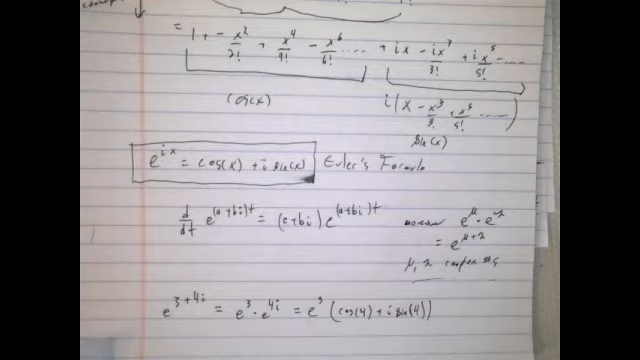 = 1 + - x²/2! + x⁴/4! - x⁶/6! ..... + ix - ix³/3! + ix⁵/5! .....
cos(x) i(x - x³/3! + x⁵/5! .....)
sin(x)
e^(ix) = cos(x) + i sin(x) Euler's Formula
d/dt e^((a+bi)t) = (a+bi) e^((a+bi)t) e^μ · e^λ
= e^(μ+λ)
μ, λ complex #s
e^(3+4i) = e³ · e^(4i) = e³ (cos(4) + i sin(4))